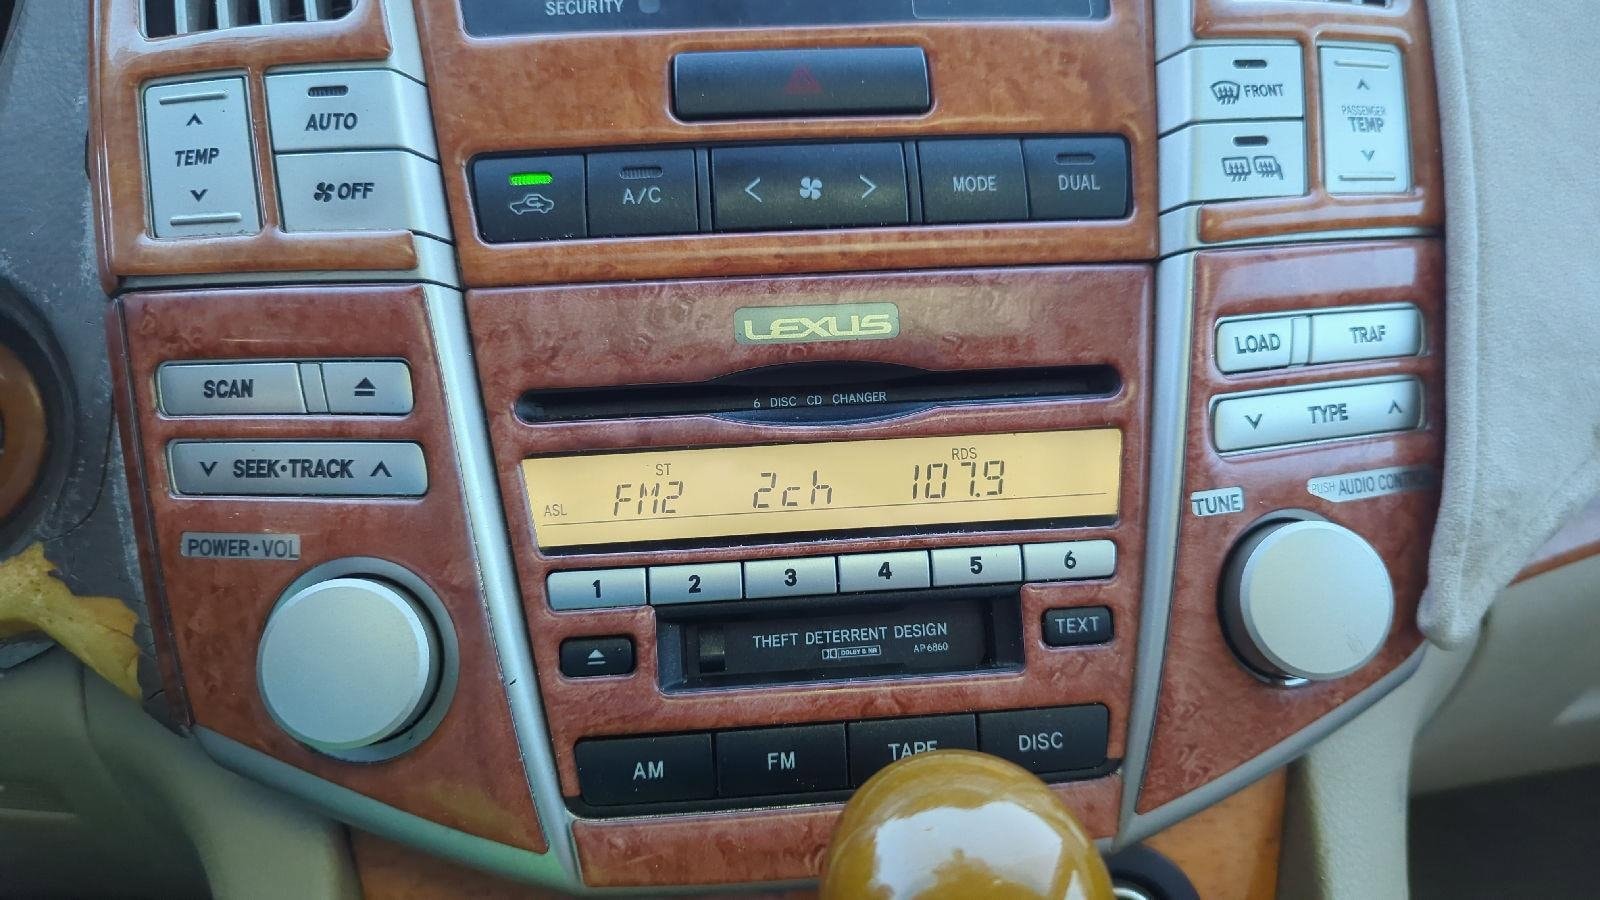 SECURITY
TEMP
AUTO
OFF
A/C
MODE
DUAL
FRONT
PASSENGER
TEMP
LEXUS
6 DISC CD CHANGER
SCAN
SEEK•TRACK
POWER•VOL
LOAD
TRAF
TYPE
TUNE
PUSH AUDIO CONTRO
ST
RDS
ASL
FM2 2ch 107.9
1 2 3 4 5 6
THEFT DETERRENT DESIGN
DOLBY B NR
AP6860
TEXT
AM
FM
TAPE
DISC